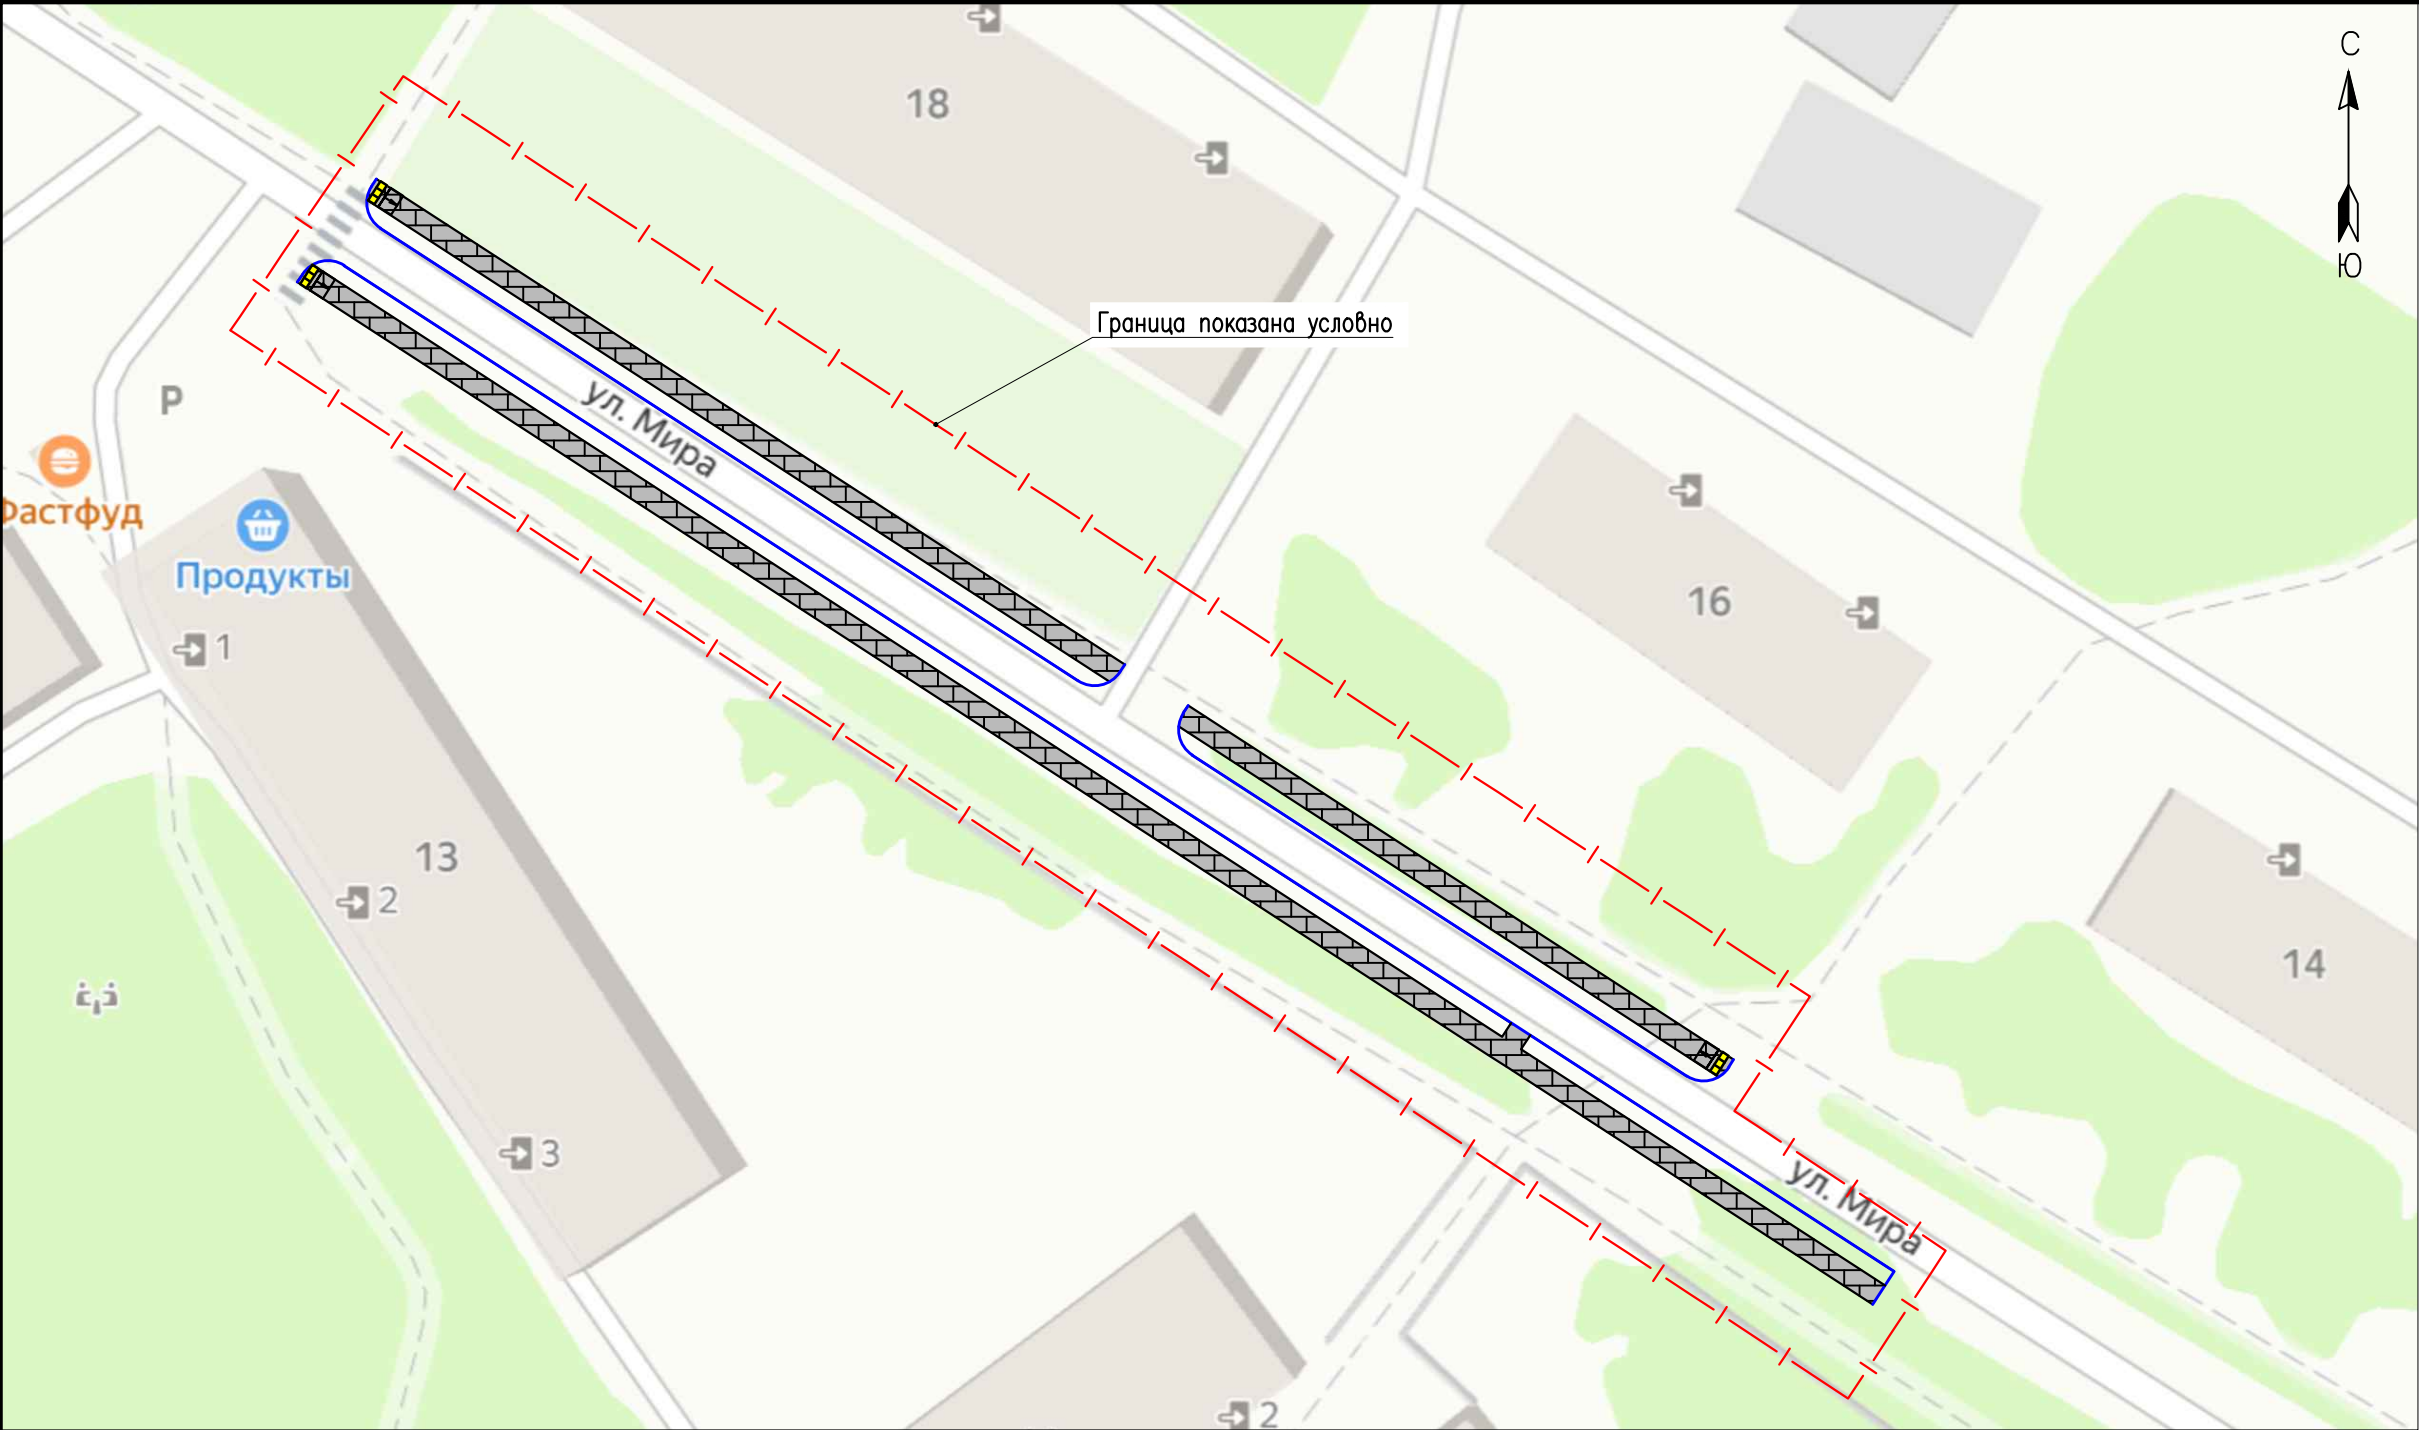 С
Ю
18
Граница показана условно
ул. Мира
P
Фастфуд
Продукты
1
16
13
2
14
3
ул. Мира
2